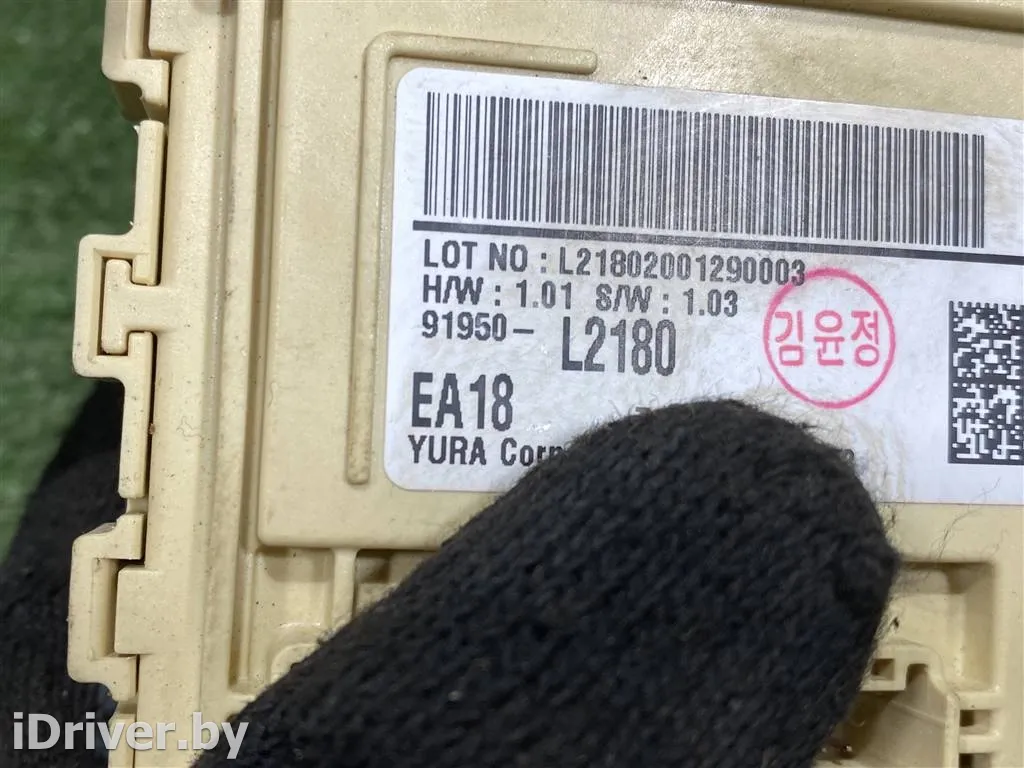 LOT NO : L21802001290003
H/W : 1.01 S/W : 1.03
91950- L2180
김윤정
EA18
YURA
iDriver.by